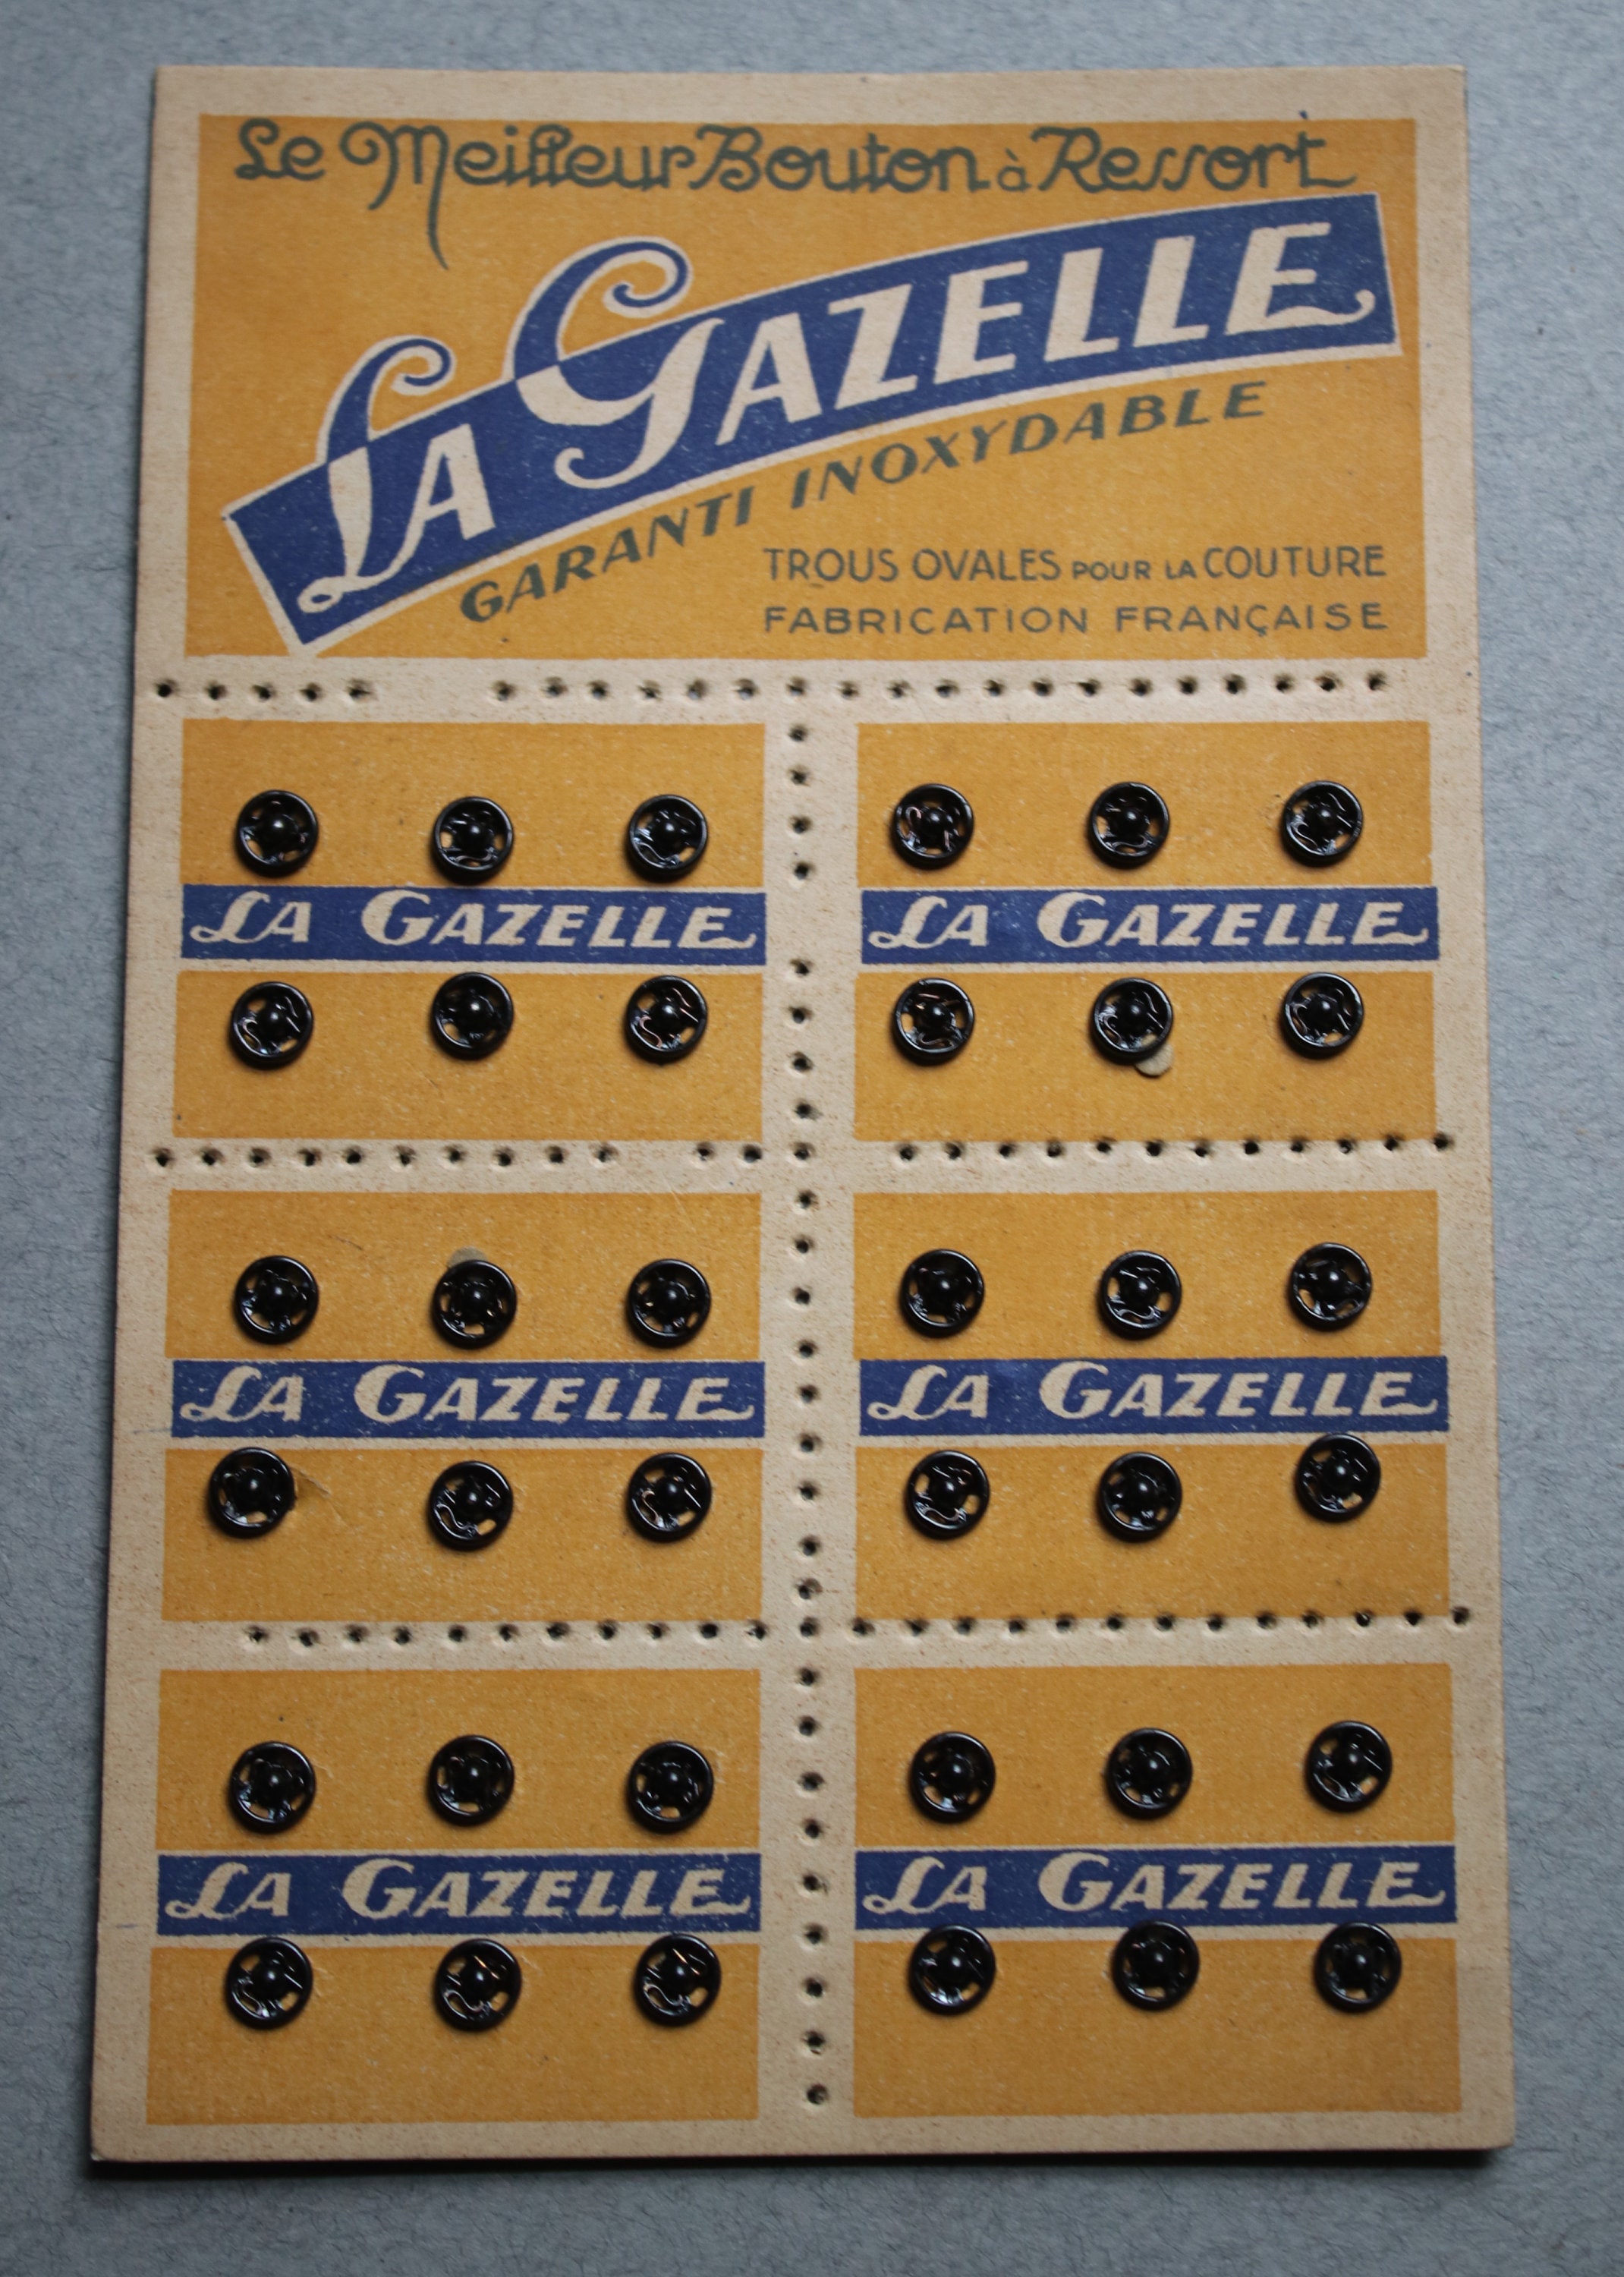 Le Meilleur Bouton à Ressort
LA GAZELLE
GARANTI INOXYDABLE
TROUS OVALES POUR LA COUTURE
FABRICATION FRANÇAISE
LA GAZELLE
LA GAZELLE
LA GAZELLE
LA GAZELLE
LA GAZELLE
LA GAZELLE